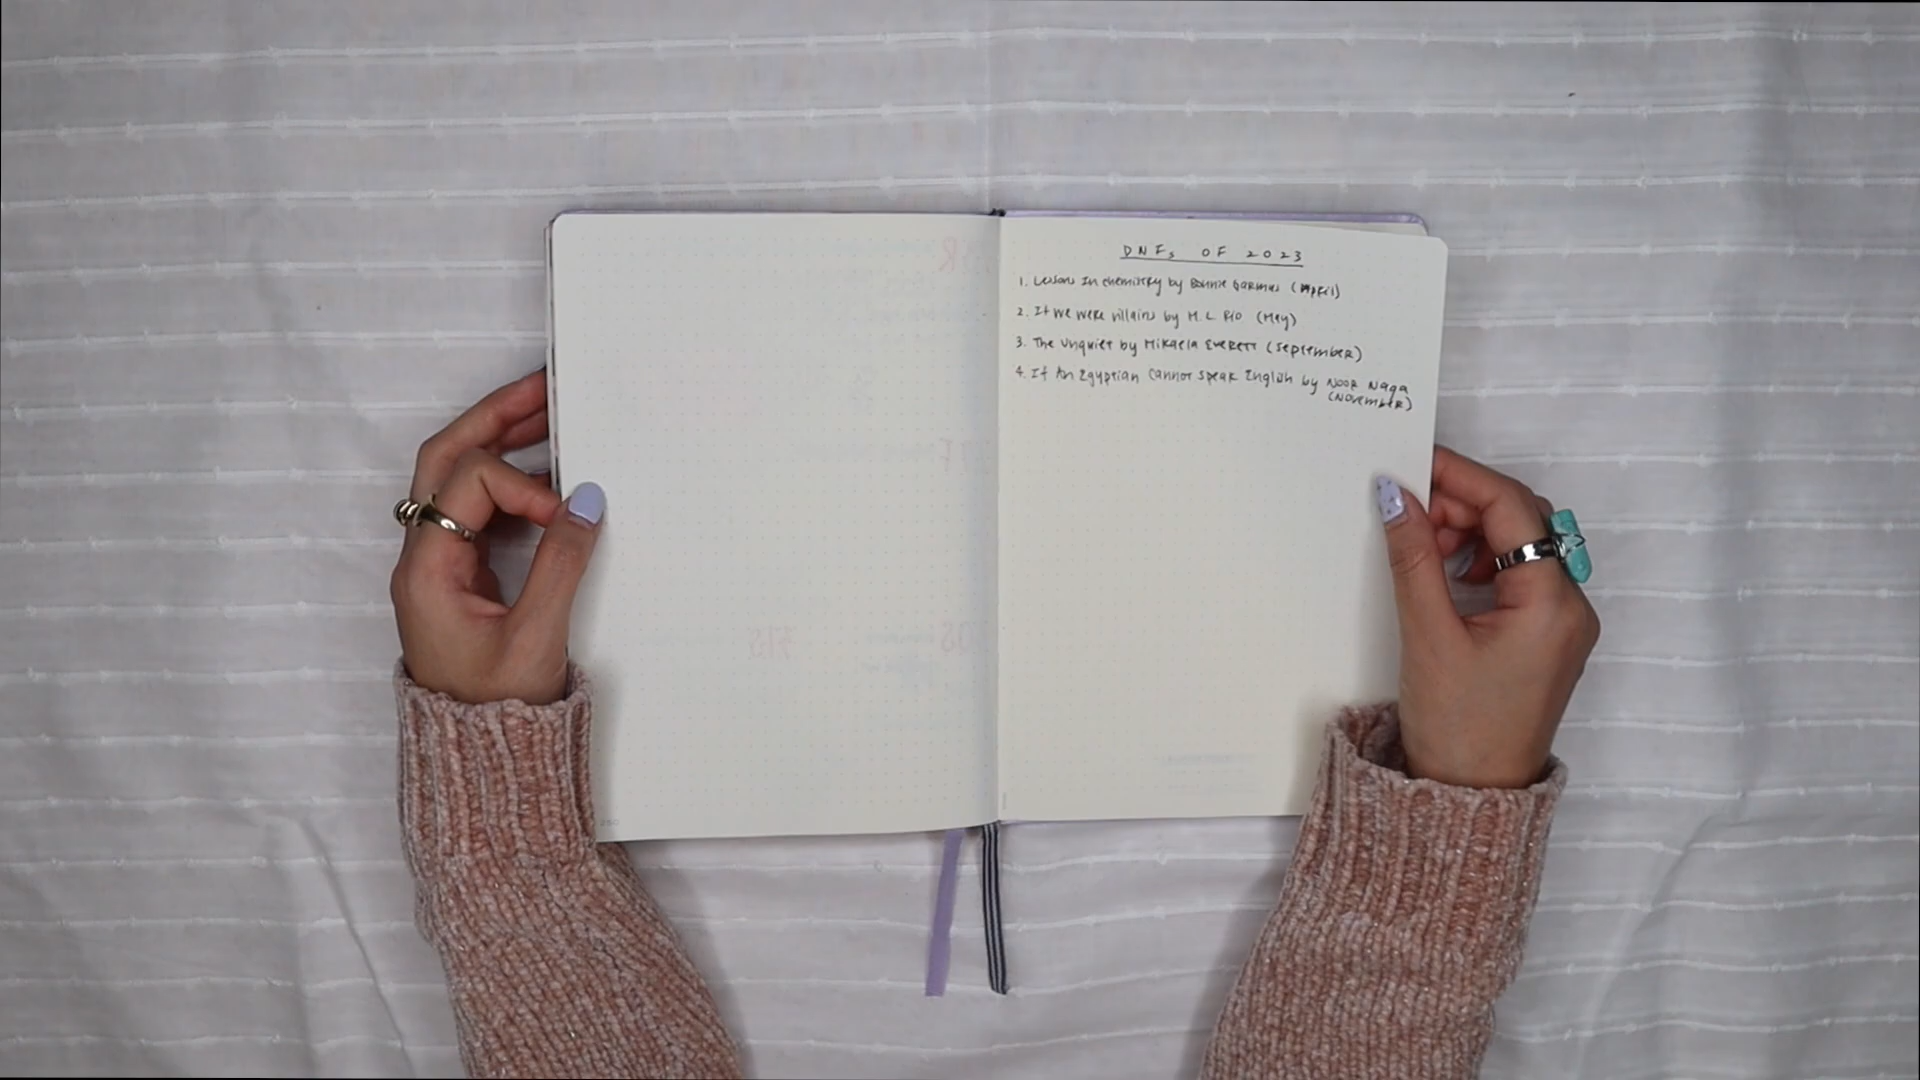 DNFs OF 2023
1. Lessons In chemistry by Bonnie Garmus (April)
2. If we were villains by M. L RIO (May)
3. The Unquiet by Mikaela Everett (September)
4. If An Egyptian Cannot Speak English by Noor Naga
(November)